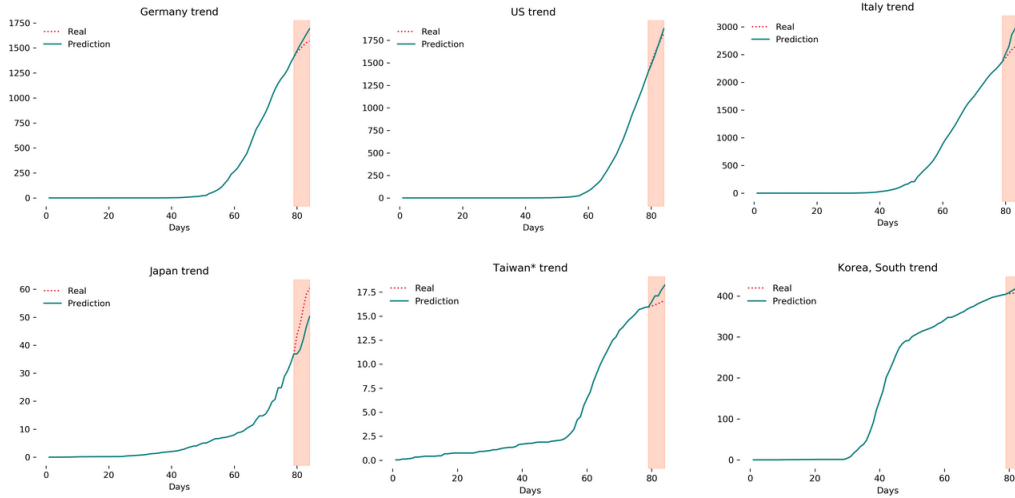 Germany trend
Real
Prediction
1750
1500
1250
1000
750
500
250
0
0 20 40 60 80
Days
US trend
Real
Prediction
1750
1500
1250
1000
750
500
250
0
0 20 40 60 80
Days
Italy trend
Real
Prediction
3000
2500
2000
1500
1000
500
0
0 20 40 60 80
Days
Japan trend
Real
Prediction
60
50
40
30
20
10
0
0 20 40 60 80
Days
Taiwan* trend
Real
Prediction
17.5
15.0
12.5
10.0
7.5
5.0
2.5
0.0
0 20 40 60 80
Days
Korea, South trend
Real
Prediction
400
300
200
100
0
0 20 40 60 80
Days